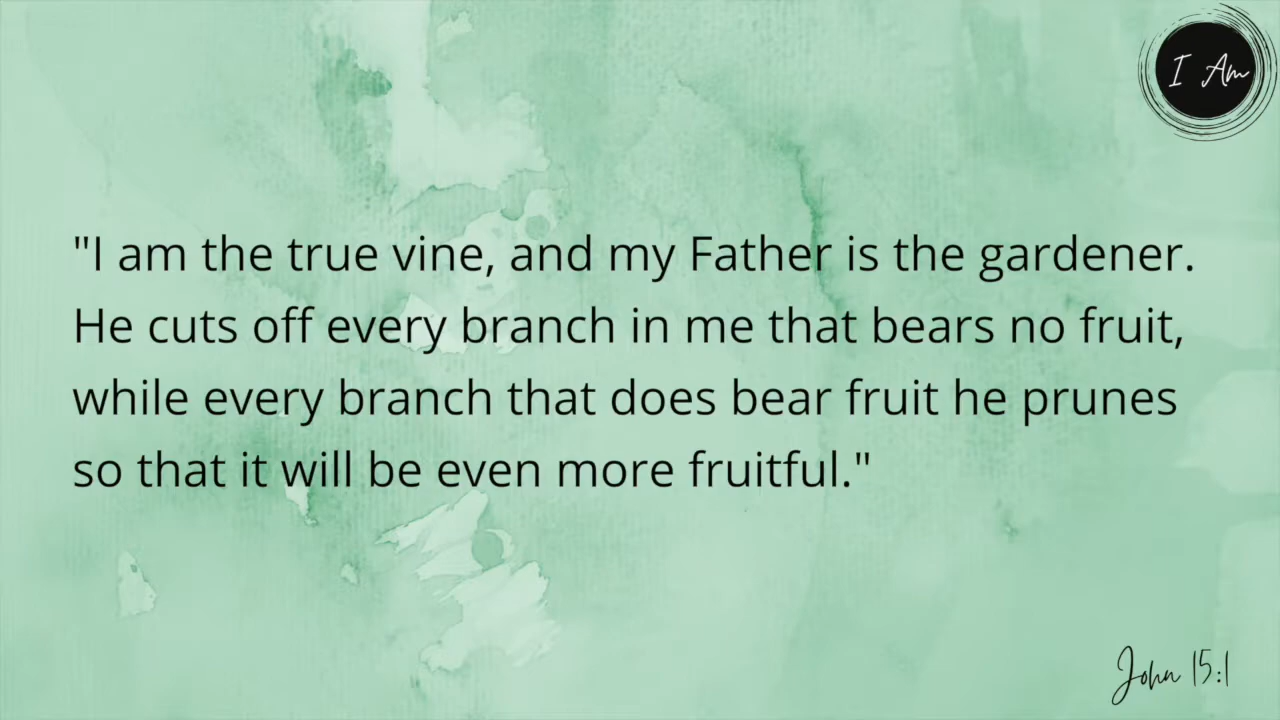 I Am
"I am the true vine, and my Father is the gardener.
He cuts off every branch in me that bears no fruit,
while every branch that does bear fruit he prunes
so that it will be even more fruitful."
John 15:1